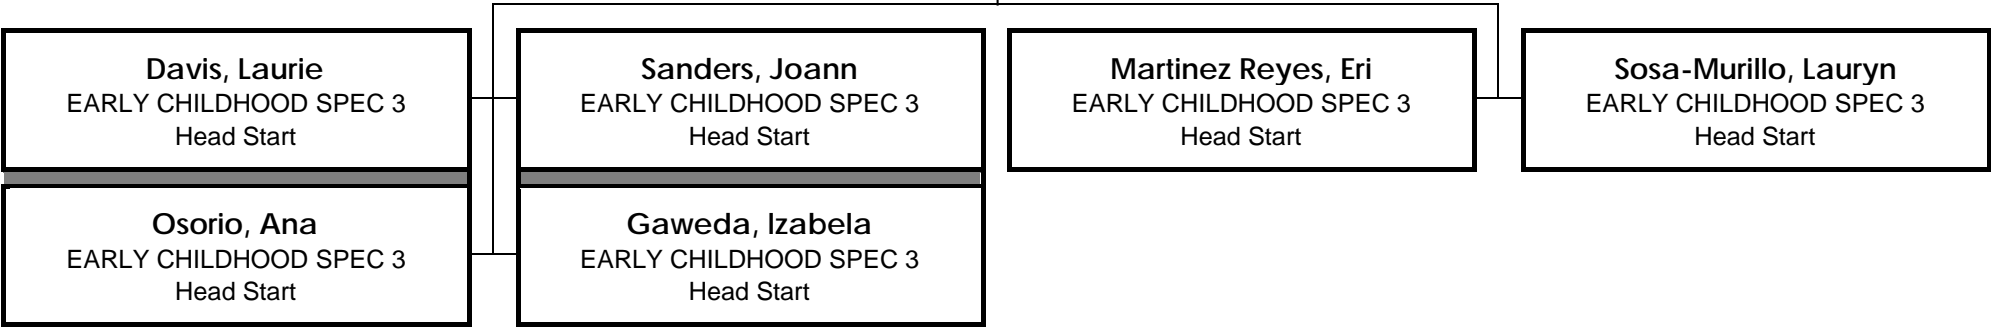 Davis, Laurie
EARLY CHILDHOOD SPEC 3
Head Start
Sanders, Joann
EARLY CHILDHOOD SPEC 3
Head Start
Martinez Reyes, Eri
EARLY CHILDHOOD SPEC 3
Head Start
Sosa-Murillo, Lauryn
EARLY CHILDHOOD SPEC 3
Head Start
Osorio, Ana
EARLY CHILDHOOD SPEC 3
Head Start
Gaweda, Izabela
EARLY CHILDHOOD SPEC 3
Head Start